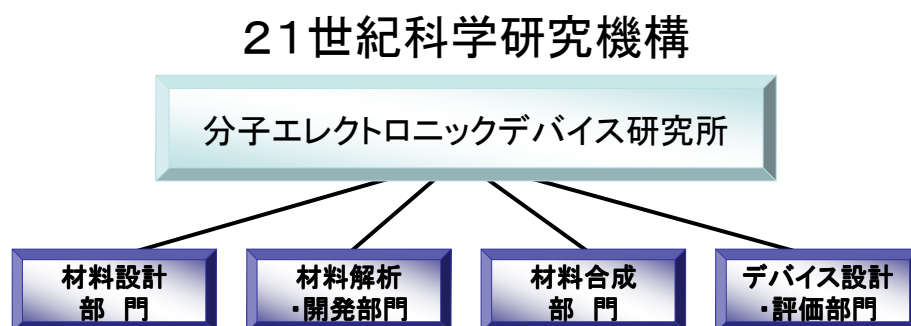 ２１世紀科学研究機構
分子エレクトロニックデバイス研究所
材料設計
部　門
材料解析
・開発部門
材料合成
部　門
デバイス設計
・評価部門